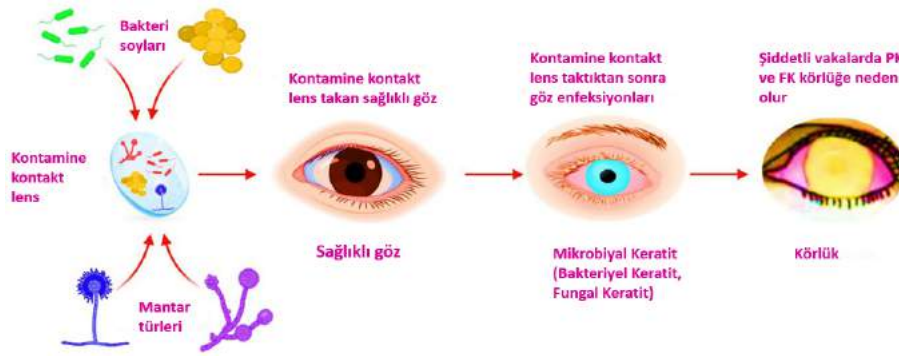 Bakteri
soyları
Kontamine
kontakt
lens
Mantar
türleri
Kontamine kontakt
lens takan sağlıklı göz
Sağlıklı göz
Kontamine kontakt
lens taktıktan sonra
göz enfeksiyonları
Mikrobiyal Keratit
(Bakteriyel Keratit,
Fungal Keratit)
Şiddetli vakalarda PK
ve FK körlüğe neden
olur
Körlük